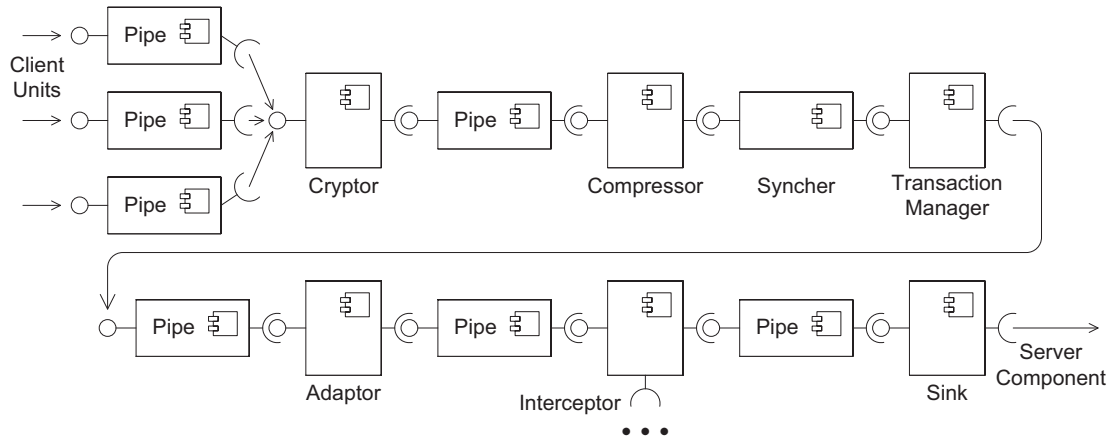 Pipe
Client
Units
Pipe
Pipe
Pipe
Cryptor
Compressor
Syncher
Transaction
Manager
Pipe
Pipe
Pipe
Server
Component
Adaptor
Interceptor
Sink
• • •